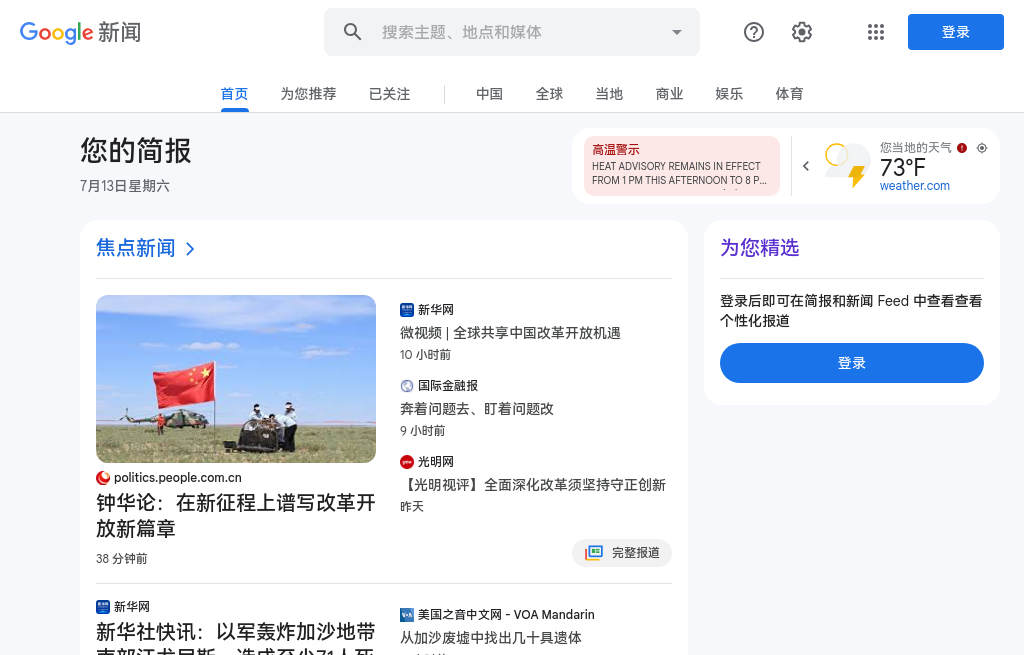 Google 新闻
搜索主题、地点和媒体
登录
首页
为您推荐
已关注
中国
全球
当地
商业
娱乐
体育
您的简报
7月13日星期六
高温警示
HEAT ADVISORY REMAINS IN EFFECT
FROM 1 PM THIS AFTERNOON TO 8 P…
您当地的天气
73°F
weather.com
焦点新闻
politics.people.com.cn
钟华论：在新征程上谱写改革开
放新篇章
38 分钟前
新华网
微视频 | 全球共享中国改革开放机遇
10 小时前
国际金融报
奔着问题去、盯着问题改
9 小时前
光明网
【光明视评】全面深化改革须坚持守正创新
昨天
完整报道
新华网
新华社快讯：以军轰炸加沙地带
美国之音中文网 - VOA Mandarin
从加沙废墟中找出几十具遗体
为您精选
登录后即可在简报和新闻 Feed 中查看查看
个性化报道
登录